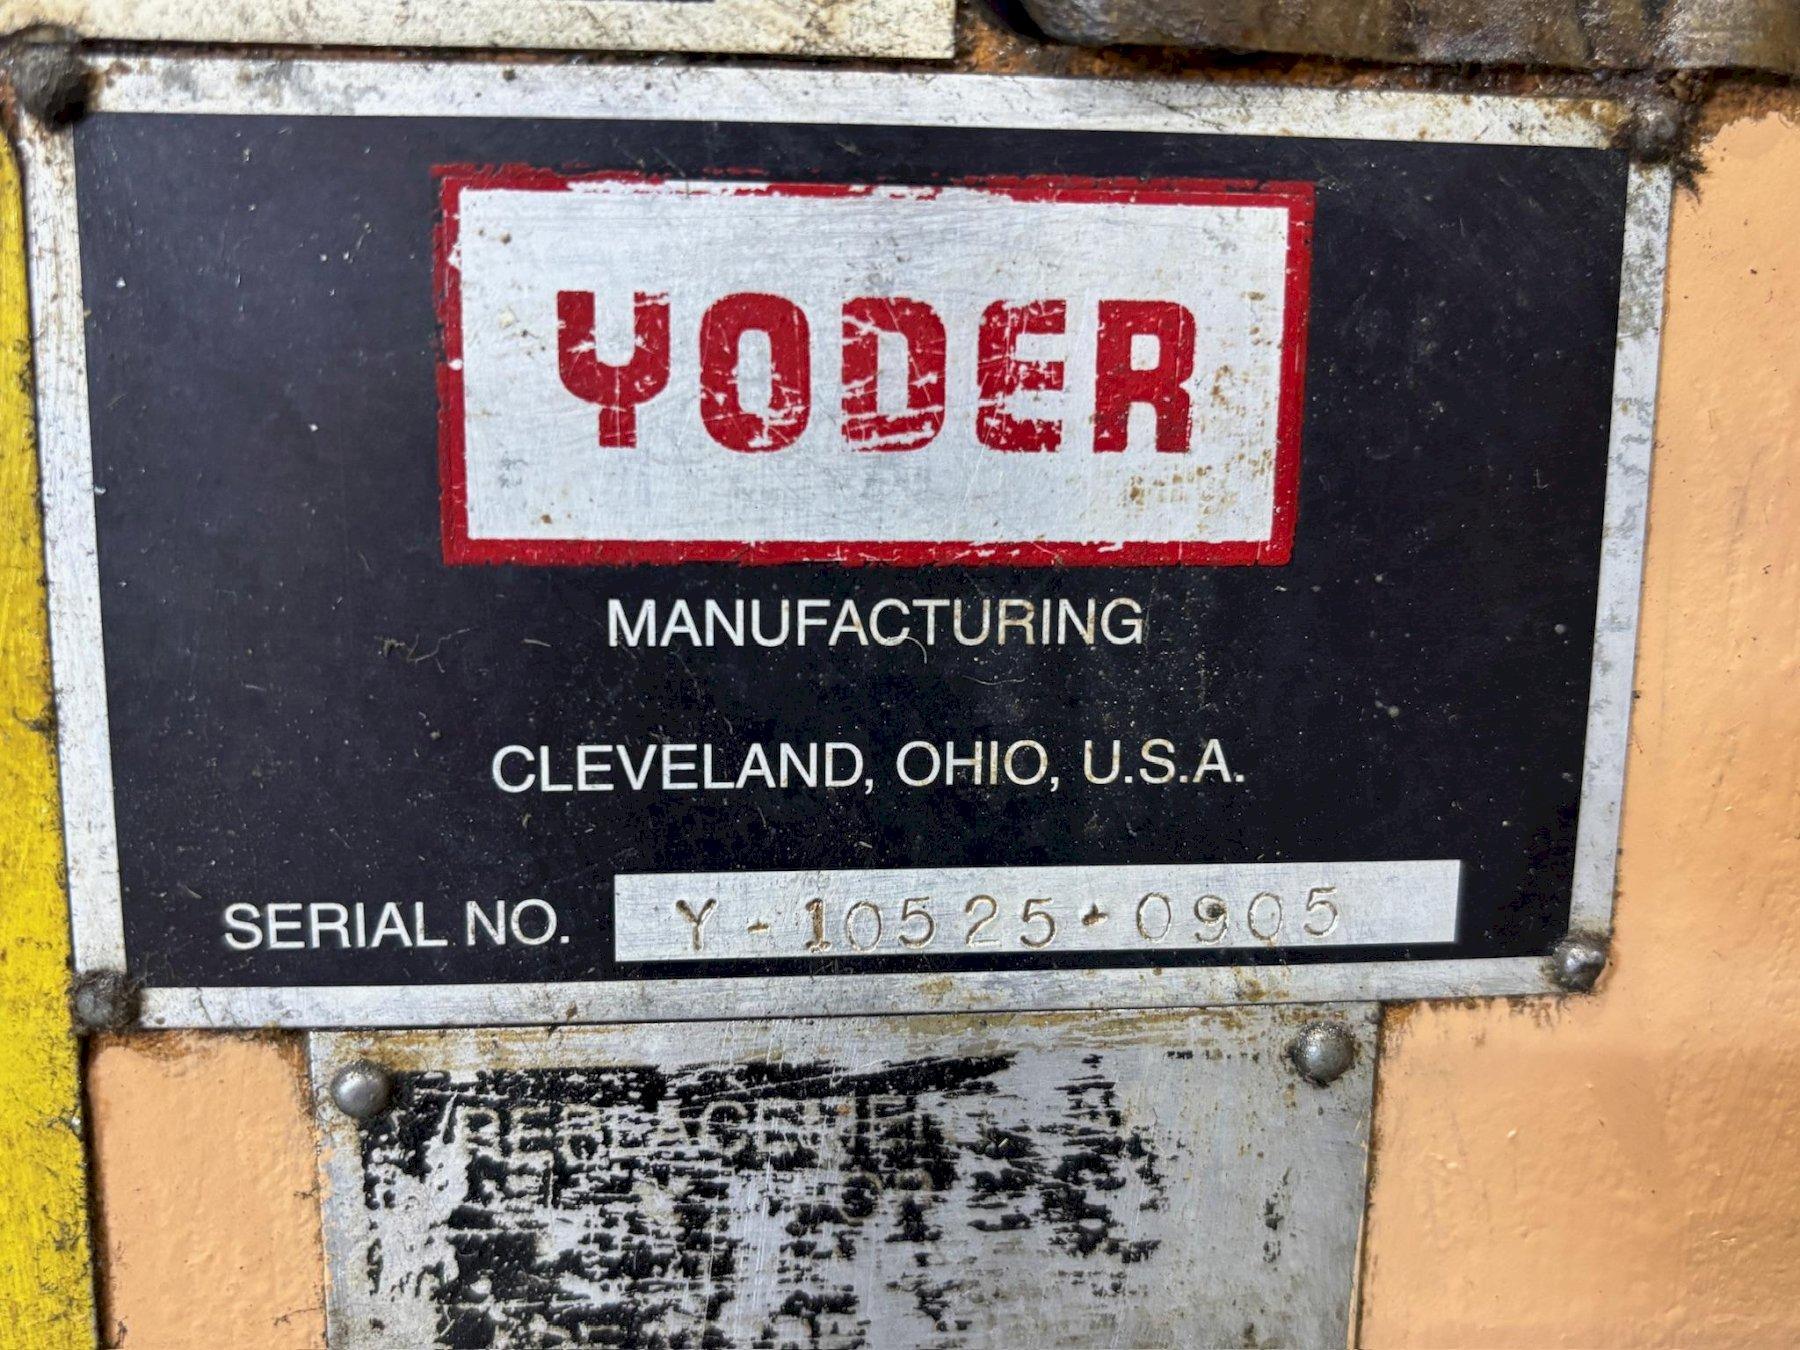 YODER
MANUFACTURING
CLEVELAND, OHIO, U.S.A.
SERIAL NO. Y-10525-0905